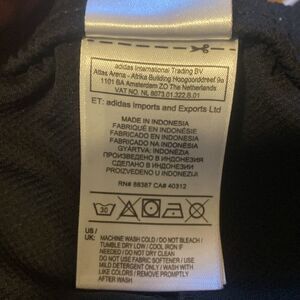 adidas International Trading BV
Atlas Arena - Afrika Building Hoogoorddreef 9a
1101 BA Amsterdam ZO The Netherlands
VAT NO. NL 8073.01.322.B.01
ET: adidas Imports and Exports Ltd
MADE IN INDONESIA
FABRIQUÉ EN INDONÉSIE
FABRICADO EN INDONESIA
FABRICADO NA INDONÉSIA
GYÁRTVA: INDONÉZIA
ПРОИЗВЕДЕНО В ИНДОНЕЗИЯ
СДЕЛАНО В ИНДОНЕЗИИ
PROIZVEDENO U INDONEZIJI
RN# 88387 CA# 40312
30
US /
UK: MACHINE WASH COLD / DO NOT BLEACH /
TUMBLE DRY LOW / COOL IRON IF
NEEDED / DO NOT DRY CLEAN
DO NOT USE FABRIC SOFTENER / USE
MILD DETERGENT ONLY / WASH WITH
LIKE COLORS / REMOVE PROMPTLY
AFTER WASH